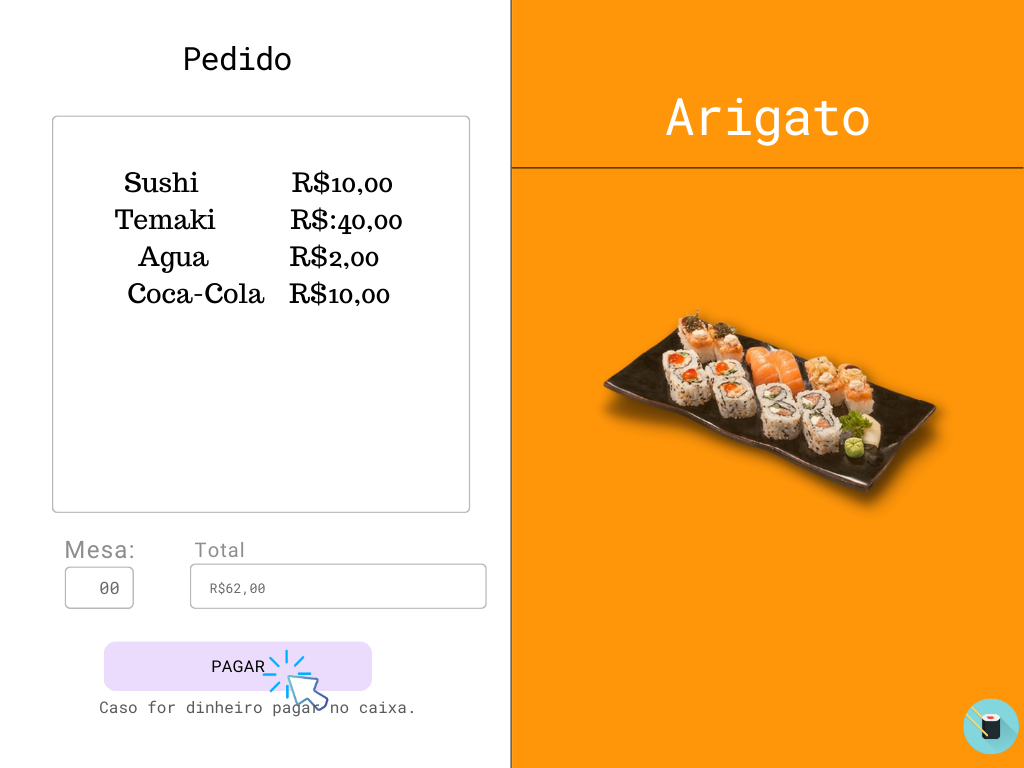 Pedido
Sushi R$10,00
Temaki R$:40,00
Agua R$2,00
Coca-Cola R$10,00
Mesa:
00
Total
R$62,00
PAGAR
Caso for dinheiro pagar no caixa.
Arigato